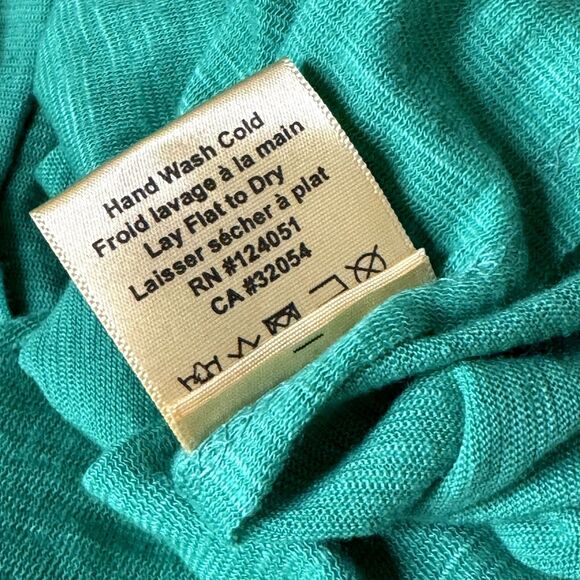 Hand Wash Cold
Froid lavage à la main
Lay Flat to Dry
Laisser sécher à plat
RN #124051
CA #32054